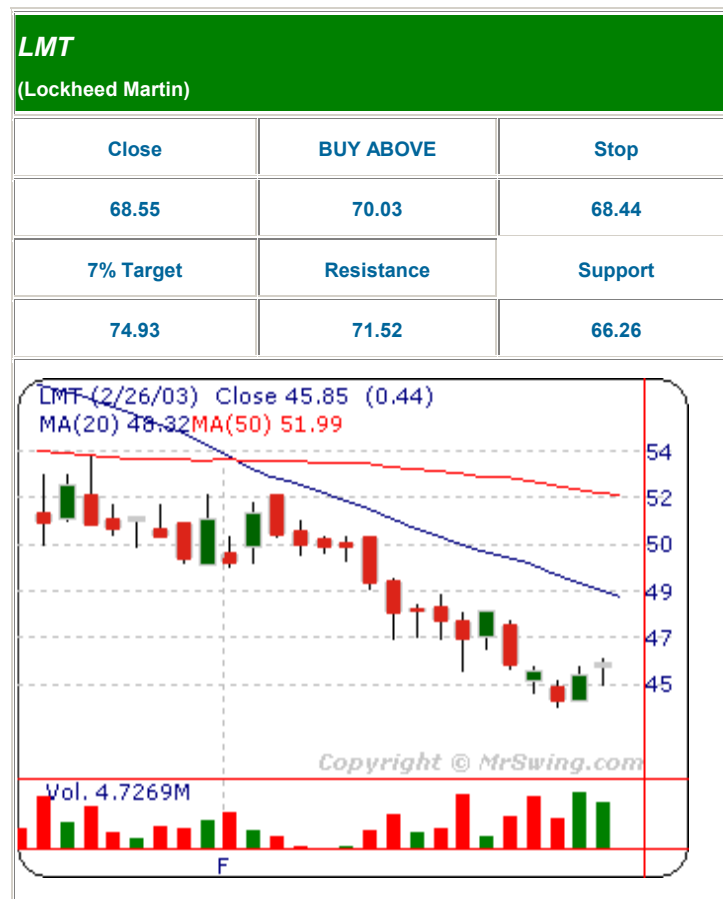 LMT
(Lockheed Martin)
Close BUY ABOVE Stop
68.55 70.03 68.44
7% Target Resistance Support
74.93 71.52 66.26
LMT (2/26/03) Close 45.85 (0.44)
MA(20) 48.32 MA(50) 51.99
54
52
50
49
47
45
Copyright © MrSwing.com
Vol. 4.7269M
F